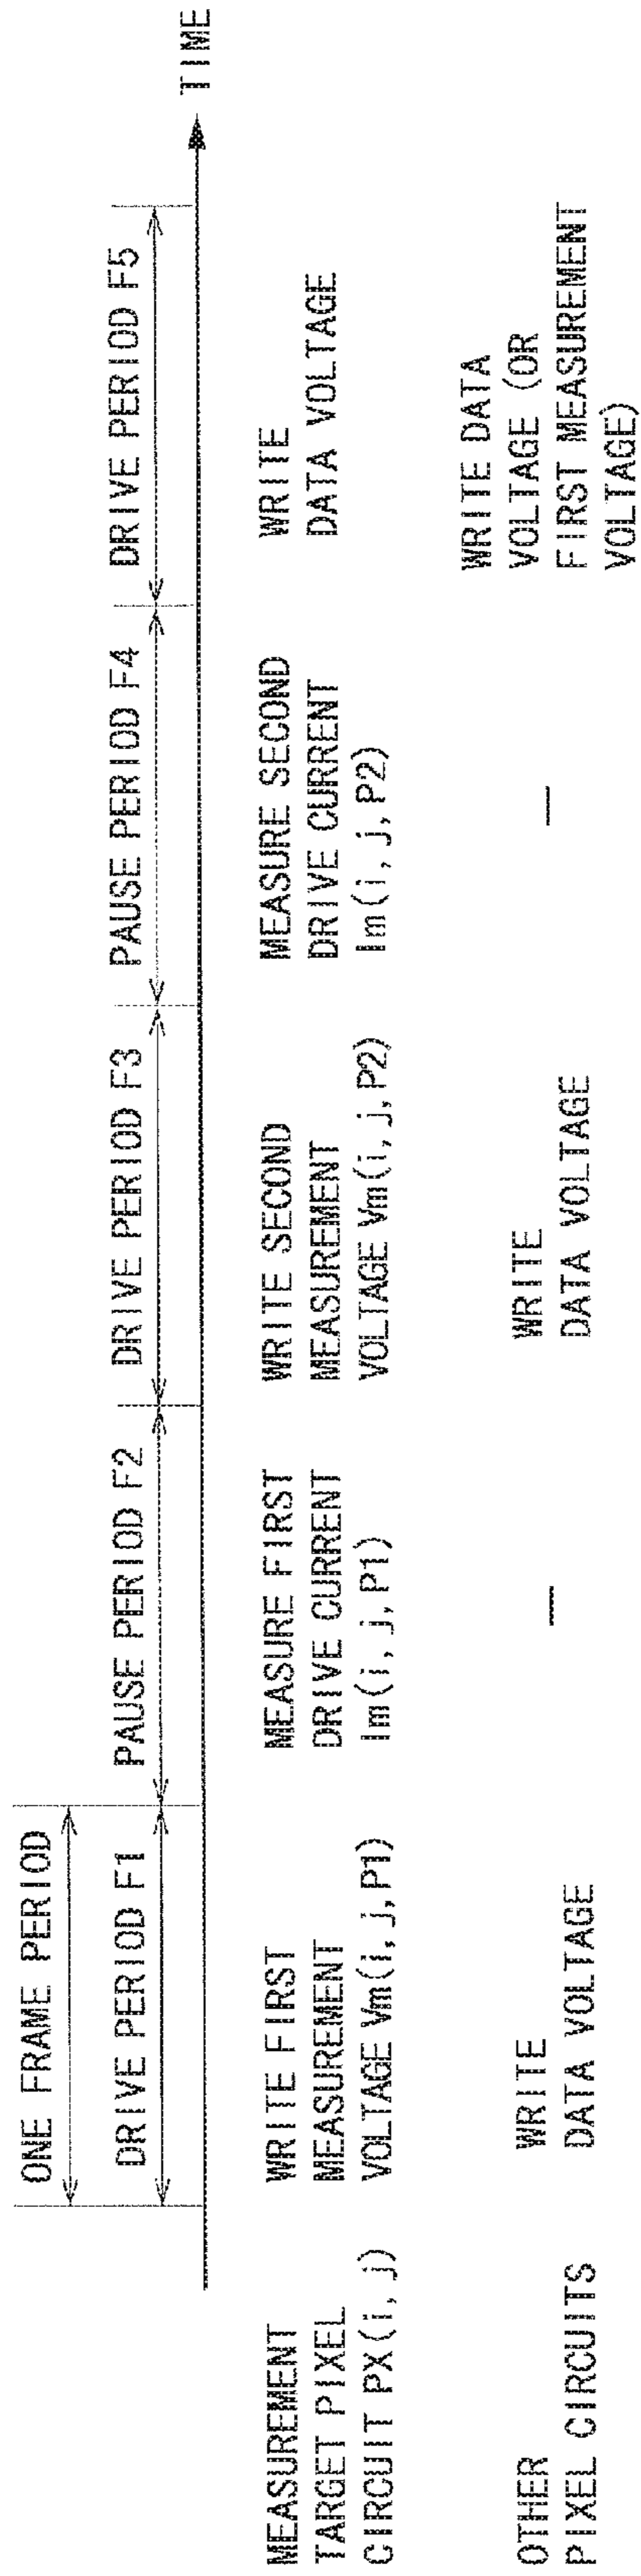 ONE FRAME PERIOD
DRIVE PERIOD F1
PAUSE PERIOD F2
DRIVE PERIOD F3
PAUSE PERIOD F4
DRIVE PERIOD F5
TIME
MEASUREMENT
TARGET PIXEL
CIRCUIT PX(i, j)
WRITE FIRST
MEASUREMENT
VOLTAGE Vm(i, j, P1)
MEASURE FIRST
DRIVE CURRENT
Im(i, j, P1)
WRITE SECOND
MEASUREMENT
VOLTAGE Vm(i, j, P2)
MEASURE SECOND
DRIVE CURRENT
Im(i, j, P2)
WRITE
DATA VOLTAGE
OTHER
PIXEL CIRCUITS
WRITE
DATA VOLTAGE
—
WRITE
DATA VOLTAGE
—
WRITE DATA
VOLTAGE (OR
FIRST MEASUREMENT
VOLTAGE)